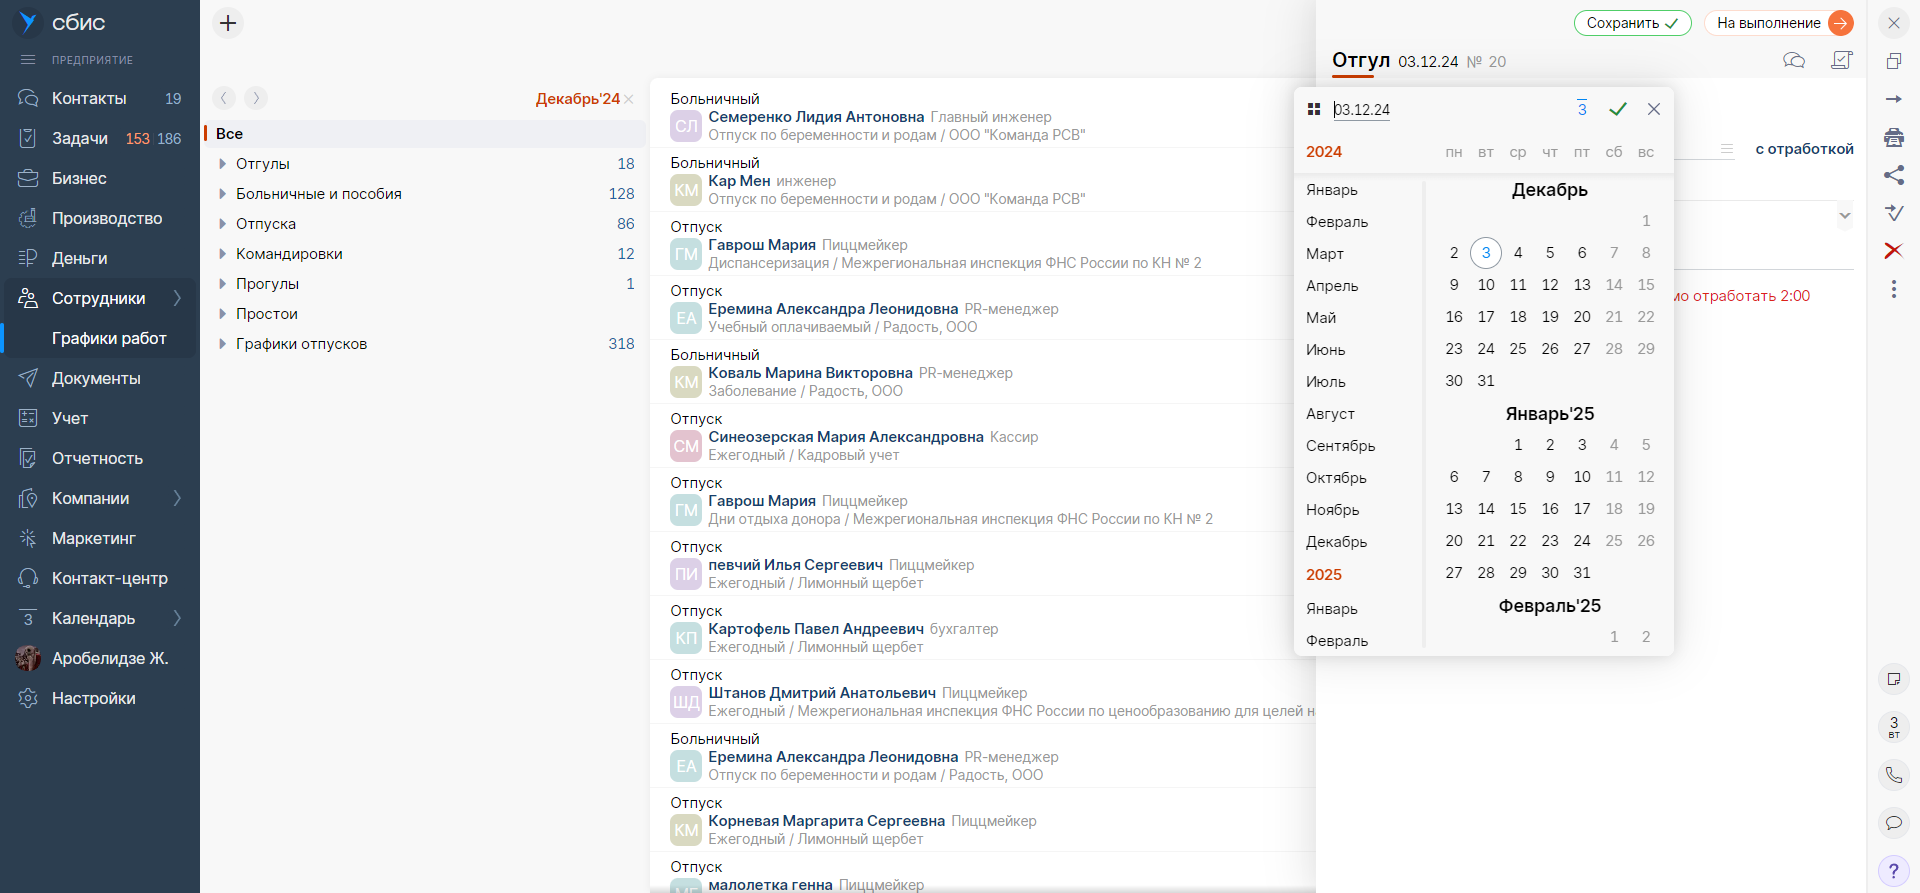 сбис
ПРЕДПРИЯТИЕ
Контакты 19
Задачи 153 186
Бизнес
Производство
Деньги
Сотрудники
Графики работ
Документы
Учет
Отчетность
Компании
Маркетинг
Контакт-центр
3 Календарь
Аробелидзе Ж.
Настройки
Декабрь'24
Все
Отгулы 18
Больничные и пособия 128
Отпуска 86
Командировки 12
Прогулы 1
Простои
Графики отпусков 318
Больничный
СЛ Семеренко Лидия Антоновна Главный инженер
Отпуск по беременности и родам / ООО "Команда РСВ"
Больничный
КМ Кар Мен инженер
Отпуск по беременности и родам / ООО "Команда РСВ"
Отпуск
ГМ Гаврош Мария Пиццмейкер
Диспансеризация / Межрегиональная инспекция ФНС России по КН № 2
Отпуск
ЕА Еремина Александра Леонидовна PR-менеджер
Учебный оплачиваемый / Радость, ООО
Больничный
КМ Коваль Марина Викторовна PR-менеджер
Заболевание / Радость, ООО
Отпуск
СМ Синеозерская Мария Александровна Кассир
Ежегодный / Кадровый учет
Отпуск
ГМ Гаврош Мария Пиццмейкер
Дни отдыха донора / Межрегиональная инспекция ФНС России по КН № 2
Отпуск
ПИ певчий Илья Сергеевич Пиццмейкер
Ежегодный / Лимонный щербет
Отпуск
КП Картофель Павел Андреевич бухгалтер
Ежегодный / Лимонный щербет
Отпуск
ШД Штанов Дмитрий Анатольевич Пиццмейкер
Ежегодный / Межрегиональная инспекция ФНС России по ценообразованию для целей н
Больничный
ЕА Еремина Александра Леонидовна PR-менеджер
Отпуск по беременности и родам / Радость, ООО
Отпуск
КМ Корневая Маргарита Сергеевна Пиццмейкер
Ежегодный / Лимонный щербет
Отпуск
малолетка генна Пиццмейкер
Сохранить
На выполнение
Отгул 03.12.24 № 20
03.12.24 3
с отработкой
мо отработать 2:00
2024 пн вт ср чт пт сб вс
Январь
Февраль
Март
Апрель
Май
Июнь
Июль
Август
Сентябрь
Октябрь
Ноябрь
Декабрь
2025
Январь
Февраль
Декабрь
1
2 3 4 5 6 7 8
9 10 11 12 13 14 15
16 17 18 19 20 21 22
23 24 25 26 27 28 29
30 31
Январь'25
1 2 3 4 5
6 7 8 9 10 11 12
13 14 15 16 17 18 19
20 21 22 23 24 25 26
27 28 29 30 31
Февраль'25
1 2
3
вт
?